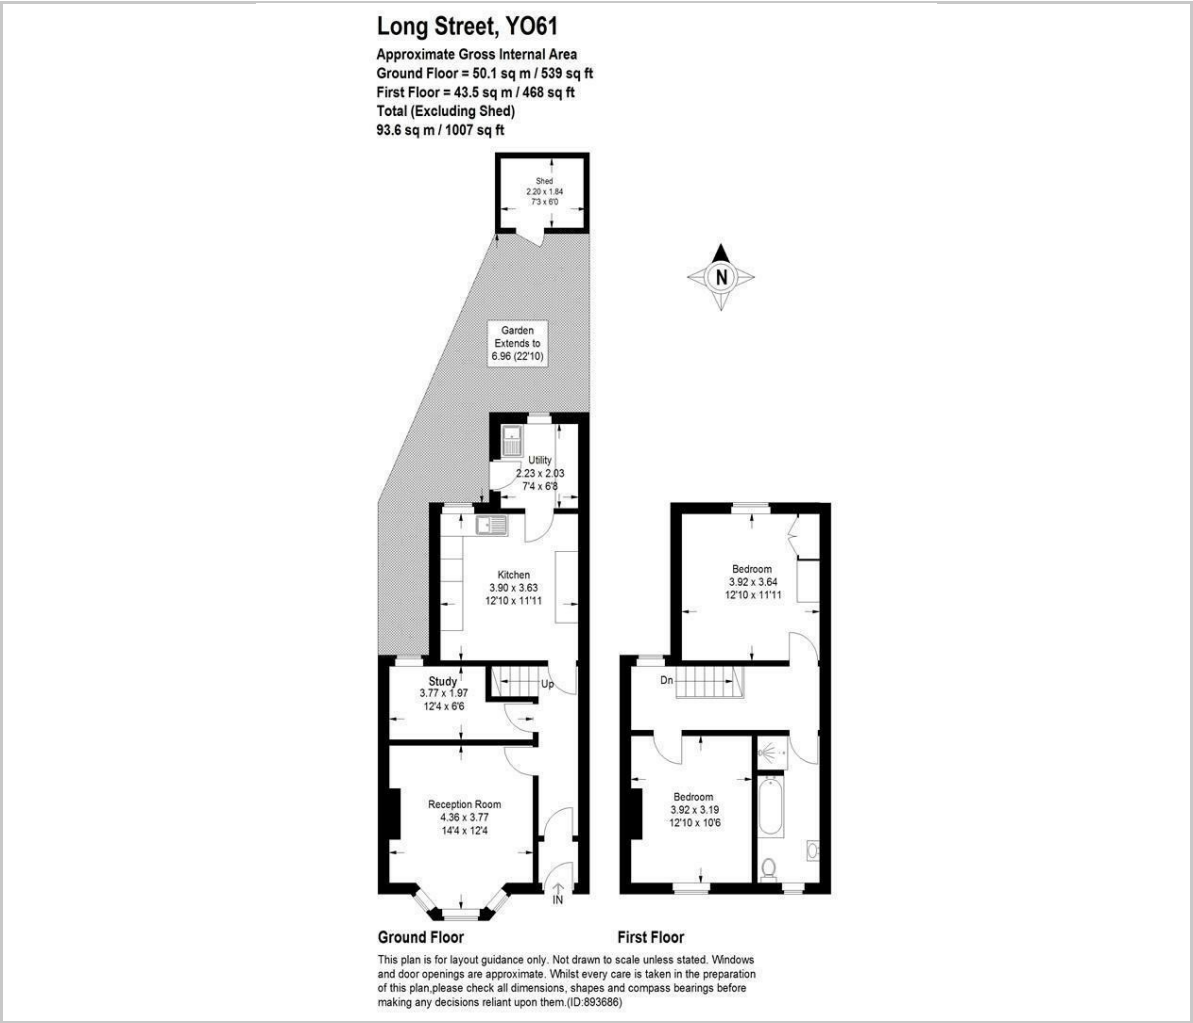 Long Street, YO61
Approximate Gross Internal Area
Ground Floor = 50.1 sq m / 539 sq ft
First Floor = 43.5 sq m / 468 sq ft
Total (Excluding Shed)
93.6 sq m / 1007 sq ft
Shed
2.20 x 1.84
7'3 x 6'0
N
Garden
Extends to
6.96 (22'10)
Utility
2.23 x 2.03
7'4 x 6'8
Kitchen
3.90 x 3.63
12'10 x 11'11
Bedroom
3.92 x 3.64
12'10 x 11'11
Study
3.77 x 1.97
12'4 x 6'6
Up
Dn
Reception Room
4.36 x 3.77
14'4 x 12'4
Bedroom
3.92 x 3.19
12'10 x 10'6
IN
Ground Floor
First Floor
This plan is for layout guidance only. Not drawn to scale unless stated. Windows
and door openings are approximate. Whilst every care is taken in the preparation
of this plan,please check all dimensions, shapes and compass bearings before
making any decisions reliant upon them.(ID:893686)